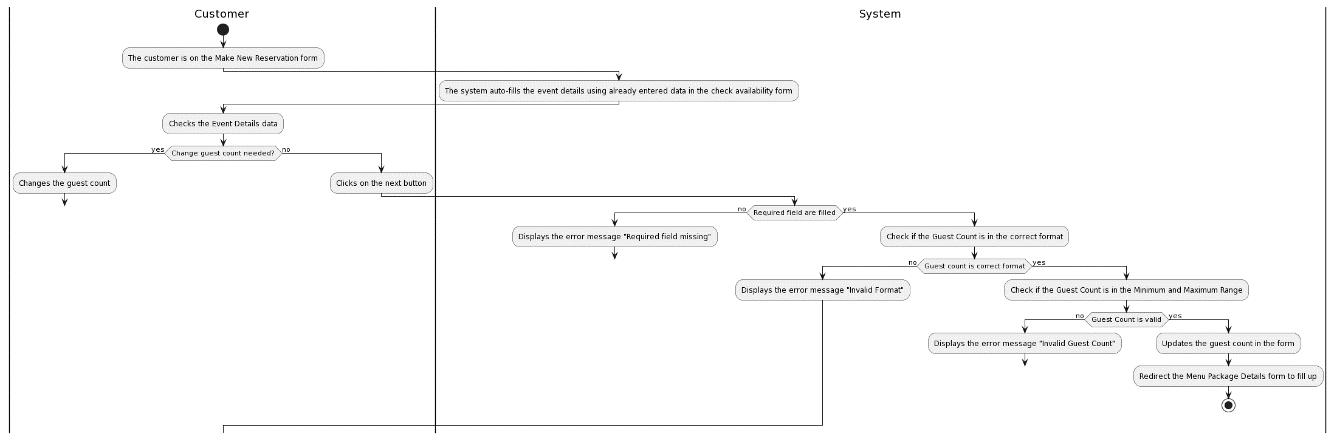 Customer
System
The customer is on the Make New Reservation form
The system auto-fills the event details using already entered data in the check availability form
Checks the Event Details data
yes
Change guest count needed?
no
Changes the guest count
Clicks on the next button
no
Required field are filled
yes
Displays the error message "Required field missing"
Check if the Guest Count is in the correct format
no
Guest count is correct format
yes
Displays the error message "Invalid Format"
Check if the Guest Count is in the Minimum and Maximum Range
no
Guest Count is valid
yes
Displays the error message "Invalid Guest Count"
Updates the guest count in the form
Redirect the Menu Package Details form to fill up